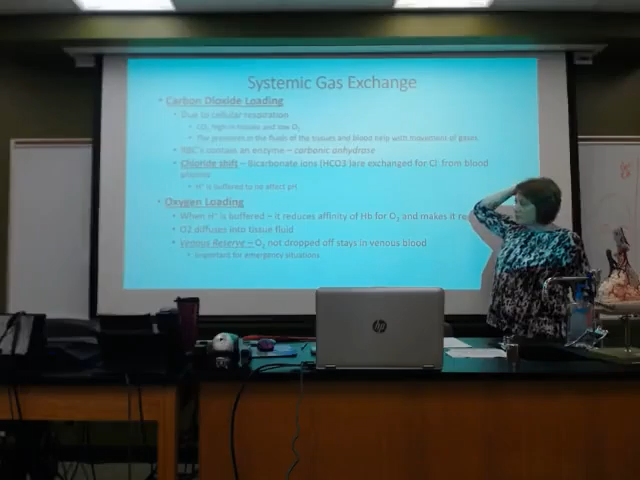 Systemic Gas Exchange
• Carbon Dioxide Loading
• Due to cellular respiration
• CO2 high in tissues and low O2
• The pressures in the fluids of the tissues and blood help with movement of gases
• RBC's contain an enzyme – carbonic anhydrase
• Chloride shift – Bicarbonate ions (HCO3-)are exchanged for Cl- from blood
plasma
• H+ is buffered to no effect pH
• Oxygen Loading
• When H+ is buffered – it reduces affinity of Hb for O2 and makes it
• O2 diffuses into tissue fluid
• Venous Reserve – O2 not dropped off stays in venous blood
• Important for emergency situations
hp